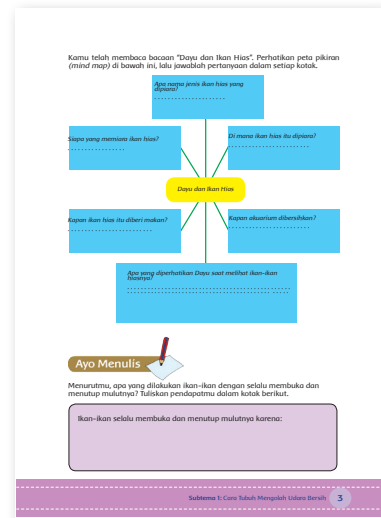 Kamu telah membaca bacaan "Dayu dan Ikan Hias". Perhatikan peta pikiran
(mind map) di bawah ini, lalu jawablah pertanyaan dalam setiap kotak.
Apa nama jenis ikan hias yang
dipiara?
......................
Siapa yang memiara ikan hias?
.................
Di mana ikan hias itu dipiara?
.........................
Dayu dan Ikan Hias
Kapan ikan hias itu diberi makan?
..........................
Kapan akuarium dibersihkan?
.........................
Apa yang diperhatikan Dayu saat melihat ikan-ikan
hiasnya?
..................................................
..................................................
Ayo Menulis
Menurutmu, apa yang dilakukan ikan-ikan dengan selalu membuka dan
menutup mulutnya? Tuliskan pendapatmu dalam kotak berikut.
Ikan-ikan selalu membuka dan menutup mulutnya karena:
Subtema 1: Cara Tubuh Mengolah Udara Bersih 3